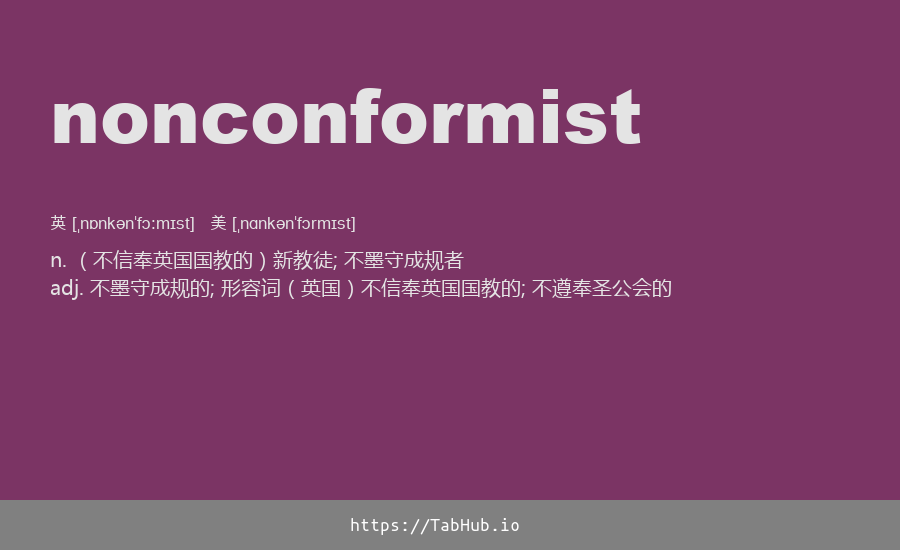 nonconformist
英 [ˌnɒnkənˈfɔːmɪst] 美 [ˌnɑnkənˈfɔrmɪst]
n. （不信奉英国国教的）新教徒; 不墨守成规者
adj. 不墨守成规的; 形容词（英国）不信奉英国国教的; 不遵奉圣公会的
https://TabHub.io